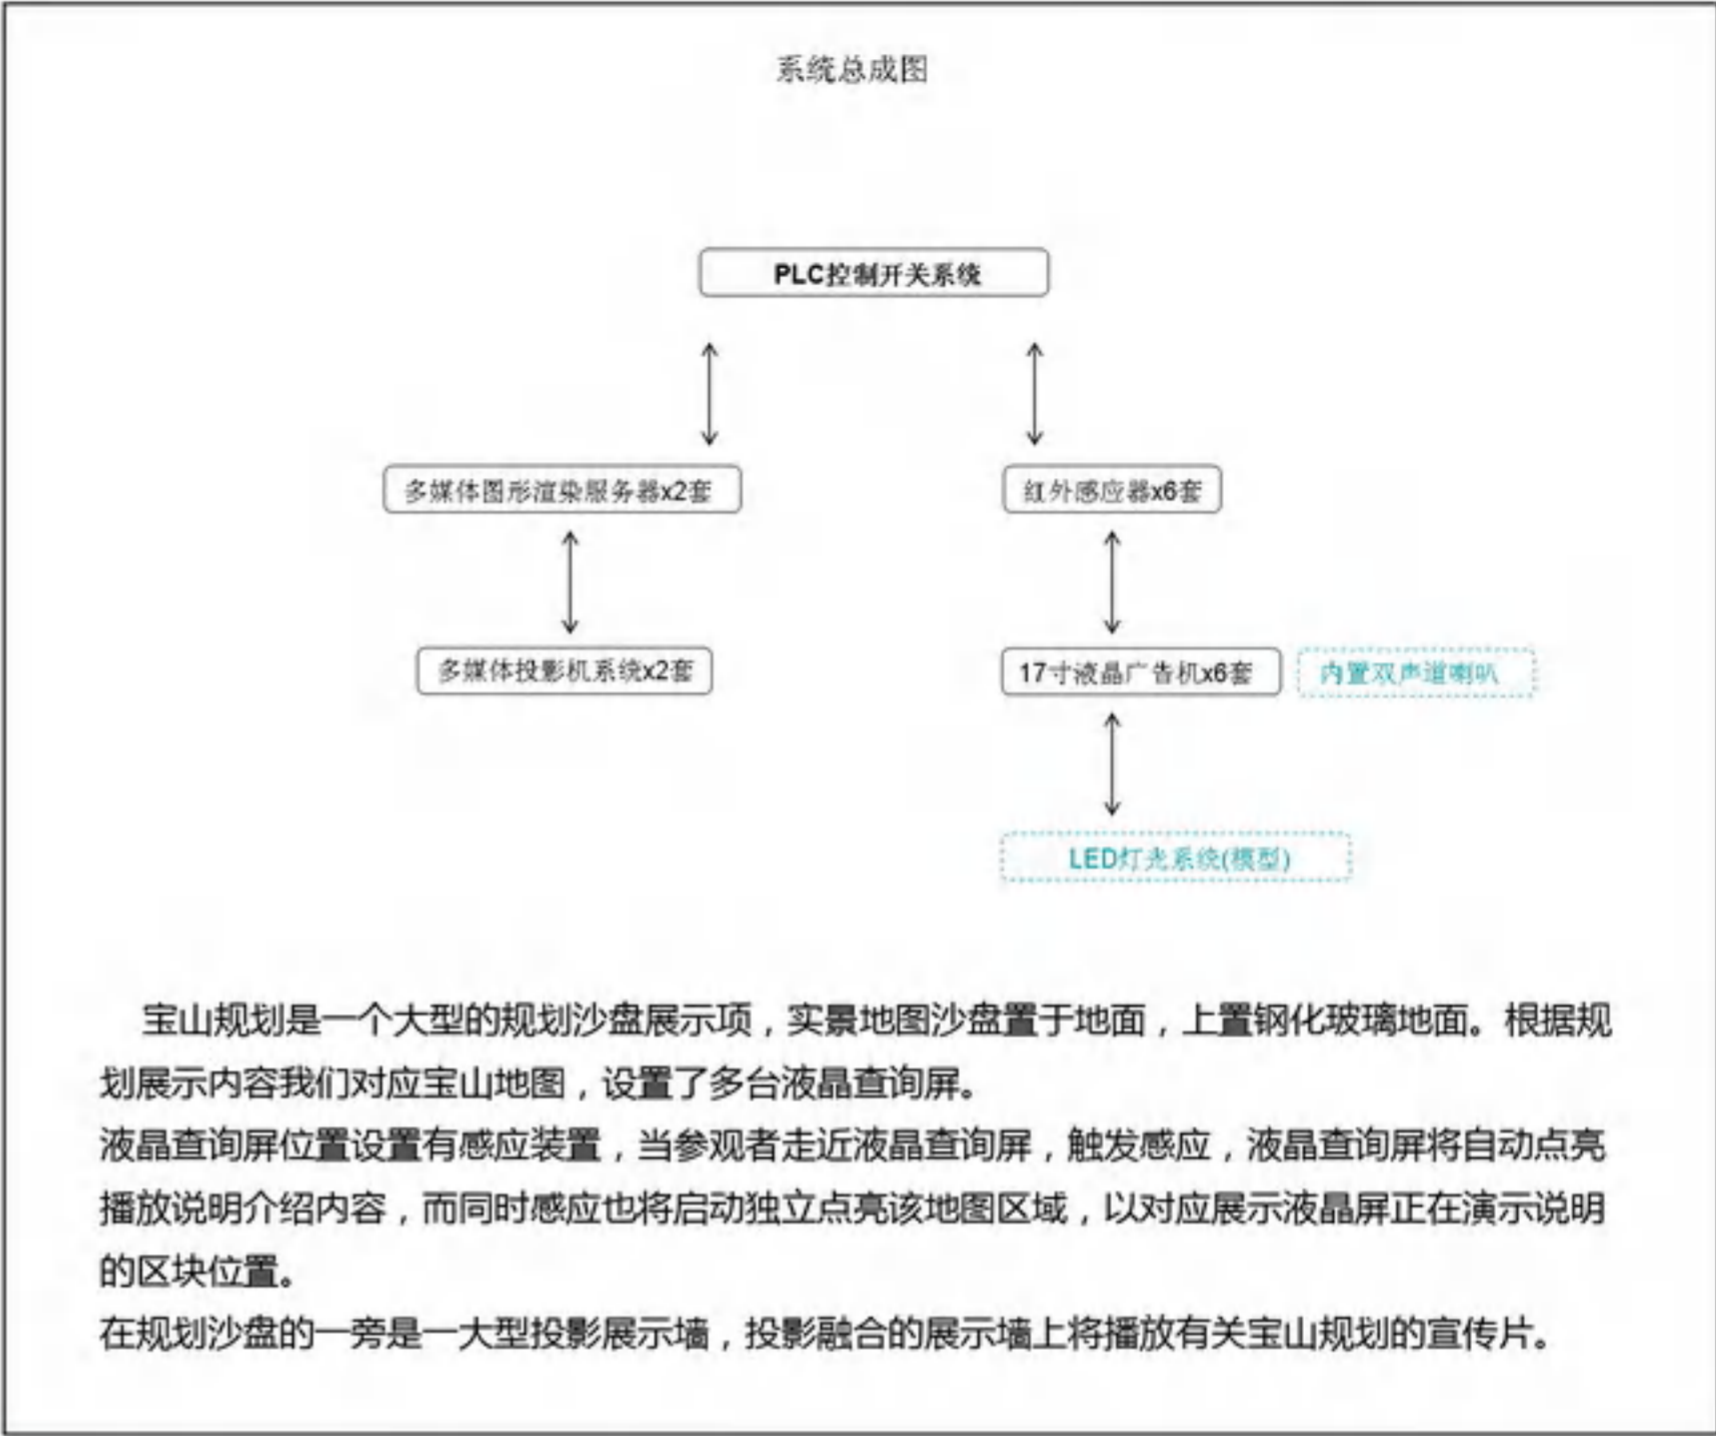 系统总成图
PLC控制开关系统
多媒体图形渲染服务器x2套
红外感应器x6套
多媒体投影机系统x2套
17寸液晶广告机x6套
内置双声道喇叭
LED灯光系统(模型)
宝山规划是一个大型的规划沙盘展示项，实景地图沙盘置于地面，上置钢化玻璃地面。根据规
划展示内容我们对应宝山地图，设置了多台液晶查询屏。
液晶查询屏位置设置有感应装置，当参观者走近液晶查询屏，触发感应，液晶查询屏将自动点亮
播放说明介绍内容，而同时感应也将启动独立点亮该地图区域，以对应展示液晶屏正在演示说明
的区块位置。
在规划沙盘的一旁是一大型投影展示墙，投影融合的展示墙上将播放有关宝山规划的宣传片。